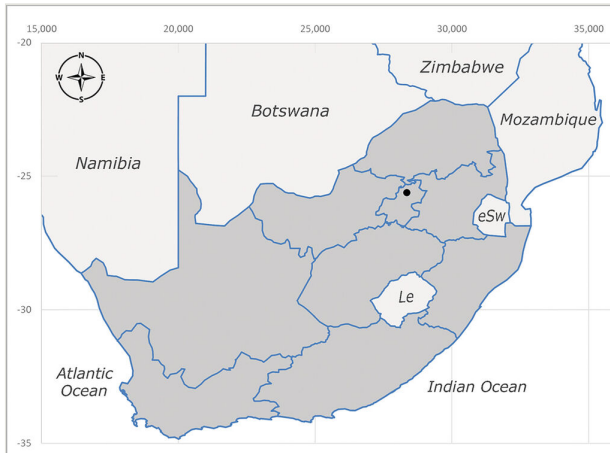 15,000 20,000 25,000 30,000 35,000
-20
N
W E
S
Zimbabwe
Botswana
Mozambique
Namibia
-25
eSw
Le
-30
Atlantic
Ocean
Indian Ocean
-35